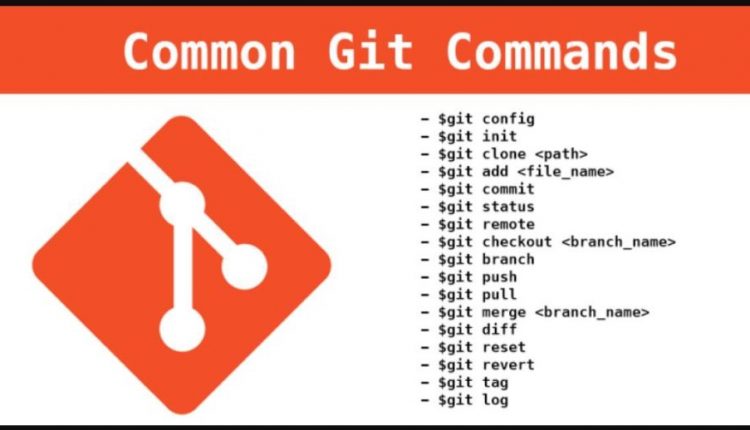 Common Git Commands
- $git config
- $git init
- $git clone <path>
- $git add <file_name>
- $git commit
- $git status
- $git remote
- $git checkout <branch_name>
- $git branch
- $git push
- $git pull
- $git merge <branch_name>
- $git diff
- $git reset
- $git revert
- $git tag
- $git log